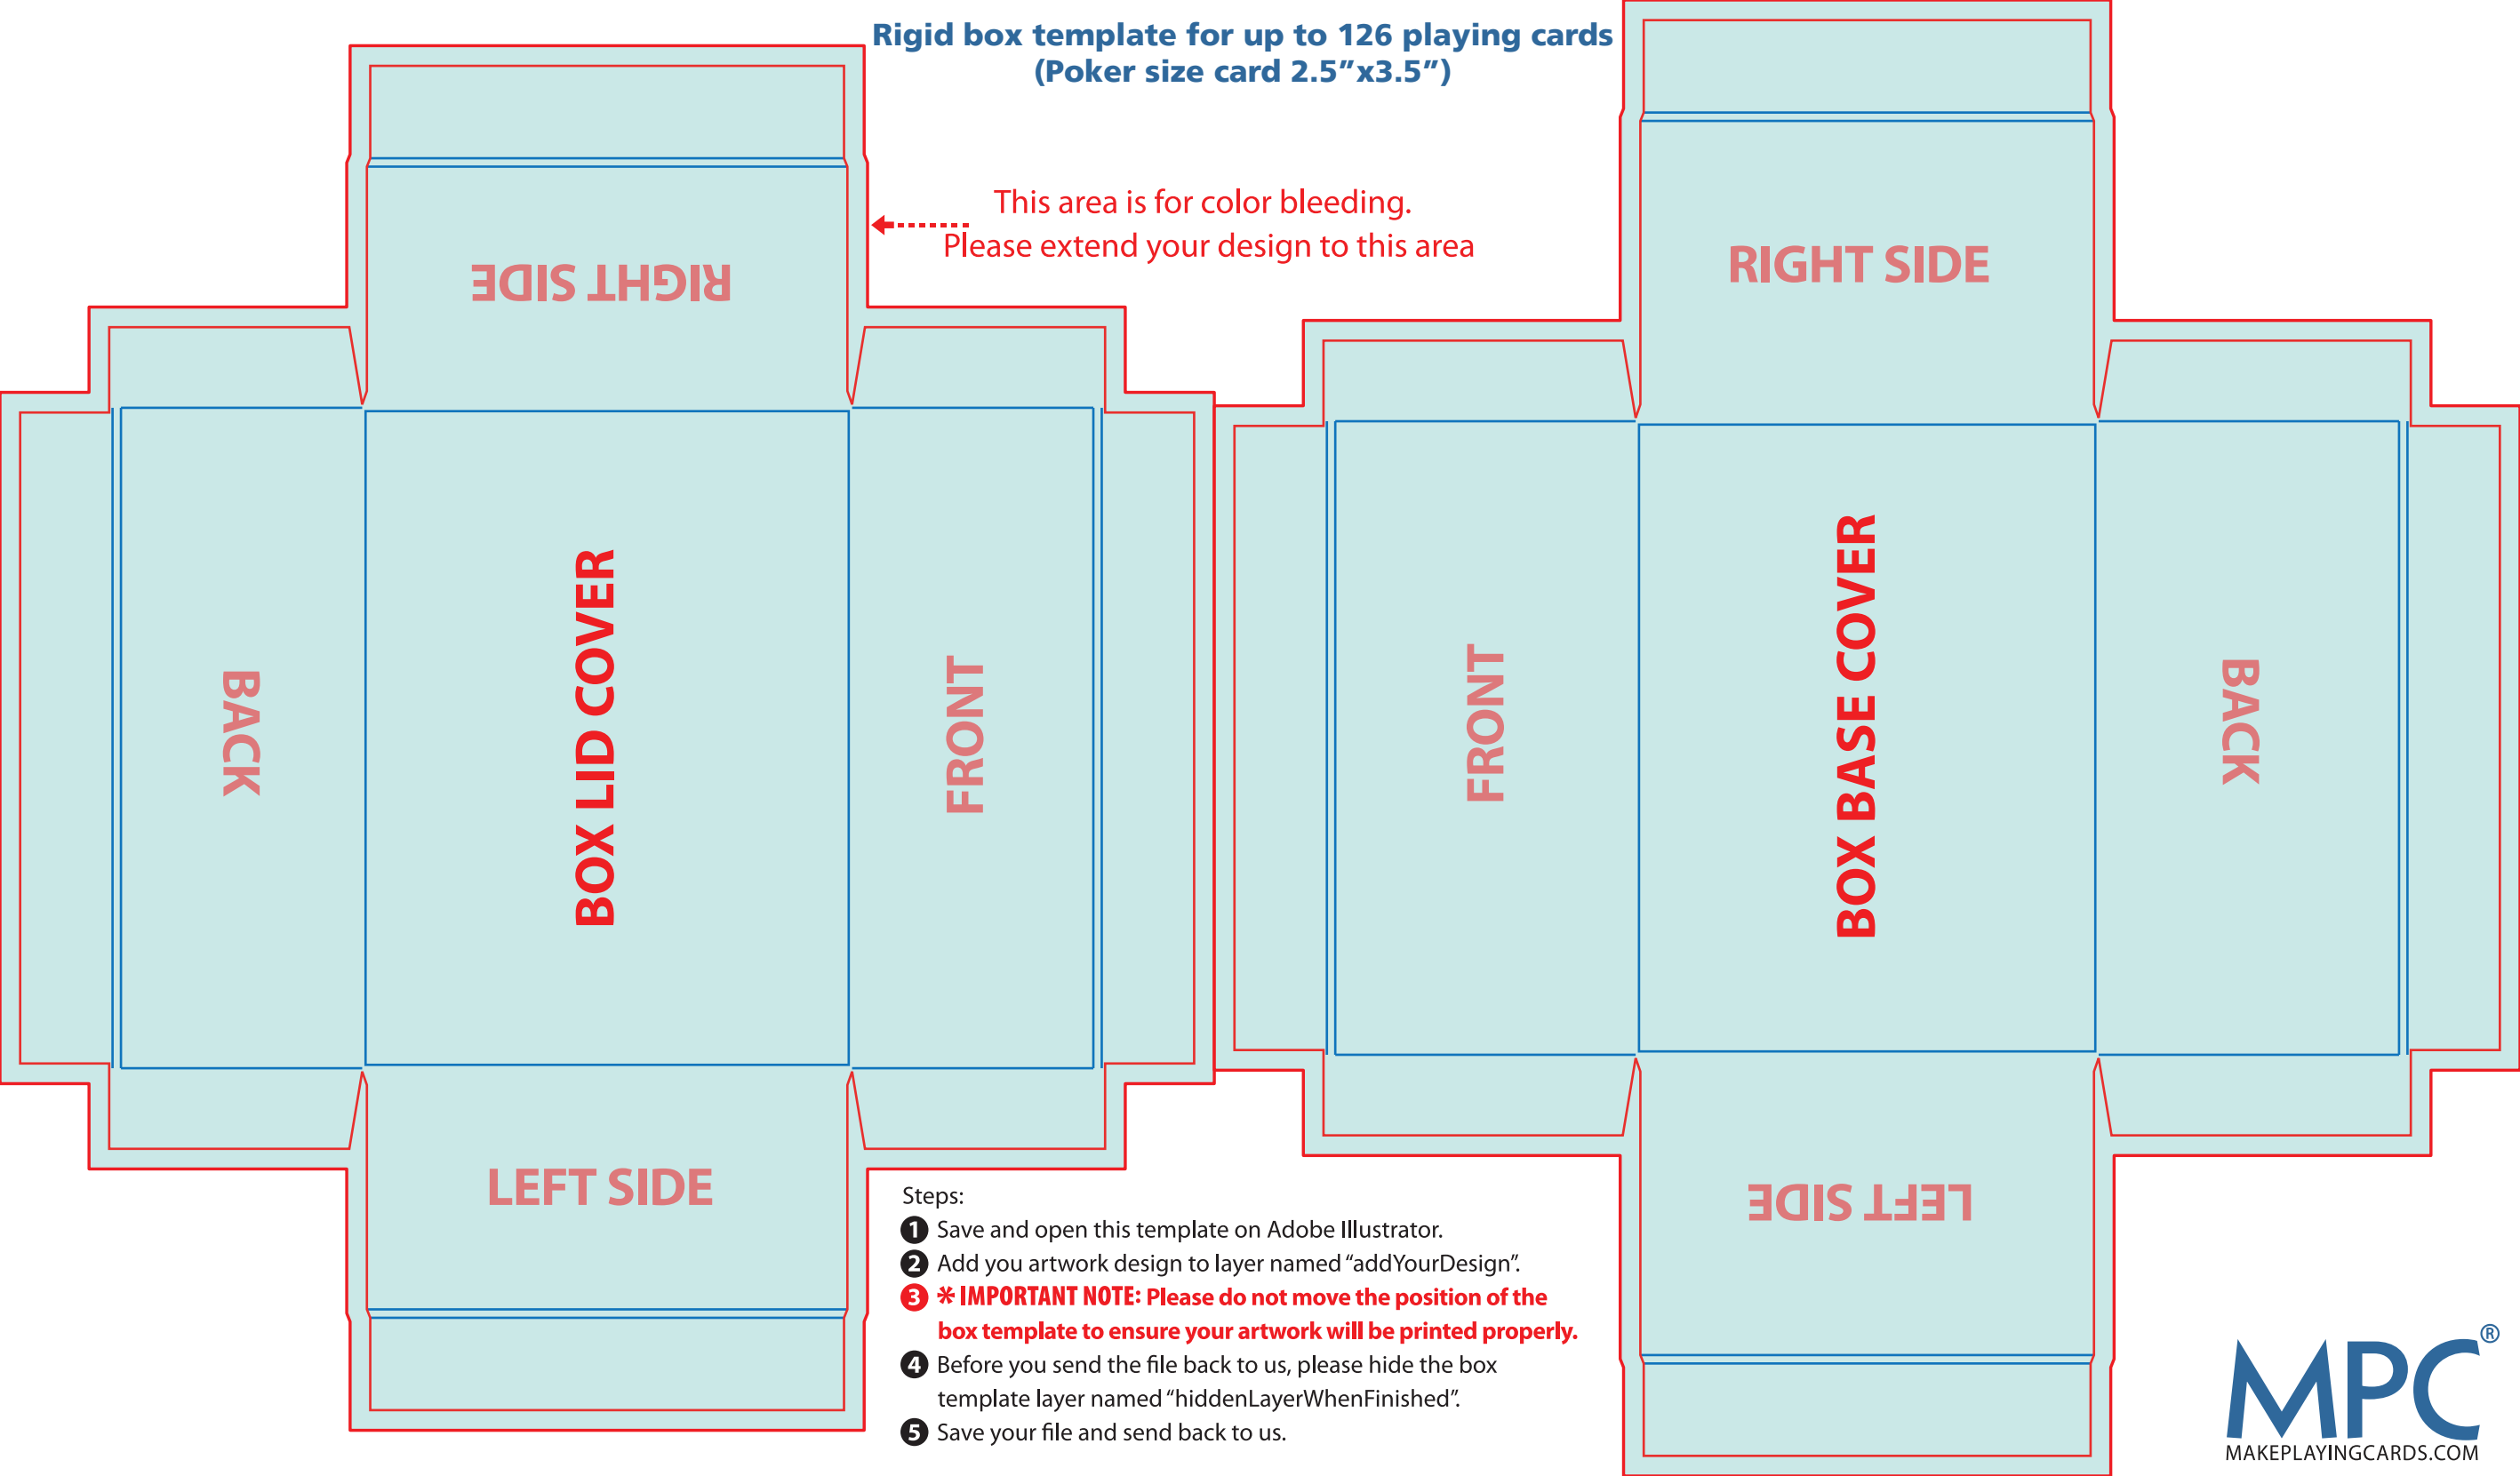 Rigid box template for up to 126 playing cards
(Poker size card 2.5”x3.5”)
This area is for color bleeding.
Please extend your design to this area
RIGHT SIDE
BACK
BOX LID COVER
FRONT
LEFT SIDE
RIGHT SIDE
FRONT
BOX BASE COVER
BACK
LEFT SIDE
Steps:
1 Save and open this template on Adobe Illustrator.
2 Add you artwork design to layer named “addYourDesign”.
3 * IMPORTANT NOTE: Please do not move the position of the
box template to ensure your artwork will be printed properly.
4 Before you send the file back to us, please hide the box
template layer named “hiddenLayerWhenFinished”.
5 Save your file and send back to us.
MPC®
MAKEPLAYINGCARDS.COM